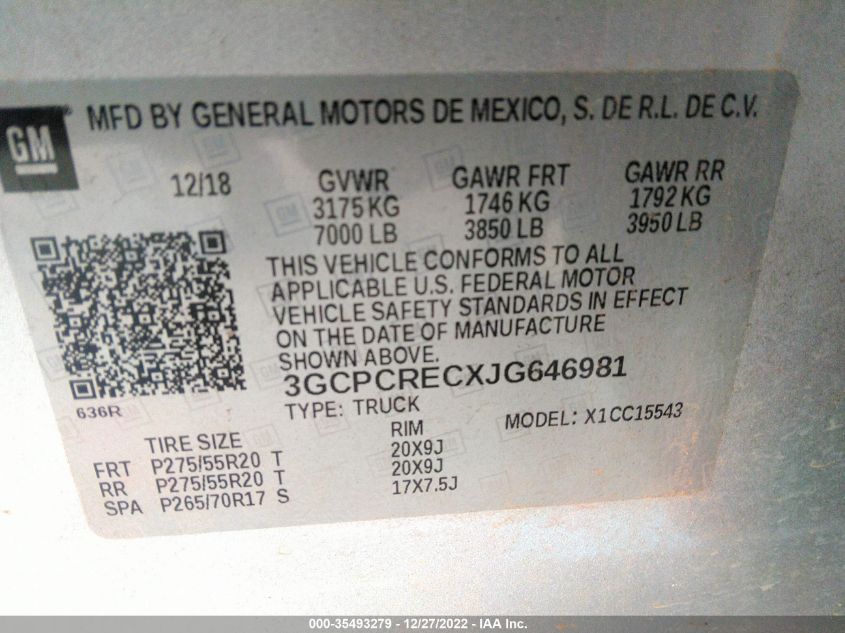 GM
MFD BY GENERAL MOTORS DE MEXICO, S. DE R.L. DE C.V.
12/18 GVWR GAWR FRT GAWR RR
3175 KG 1746 KG 1792 KG
7000 LB 3850 LB 3950 LB
THIS VEHICLE CONFORMS TO ALL
APPLICABLE U.S. FEDERAL MOTOR
VEHICLE SAFETY STANDARDS IN EFFECT
ON THE DATE OF MANUFACTURE
SHOWN ABOVE.
3GCPCRECXJG646981
636R
TYPE: TRUCK MODEL: X1CC15543
TIRE SIZE RIM
FRT P275/55R20 T 20X9J
RR P275/55R20 T 20X9J
SPA P265/70R17 S 17X7.5J
000-35493279 - 12/27/2022 - IAA Inc.